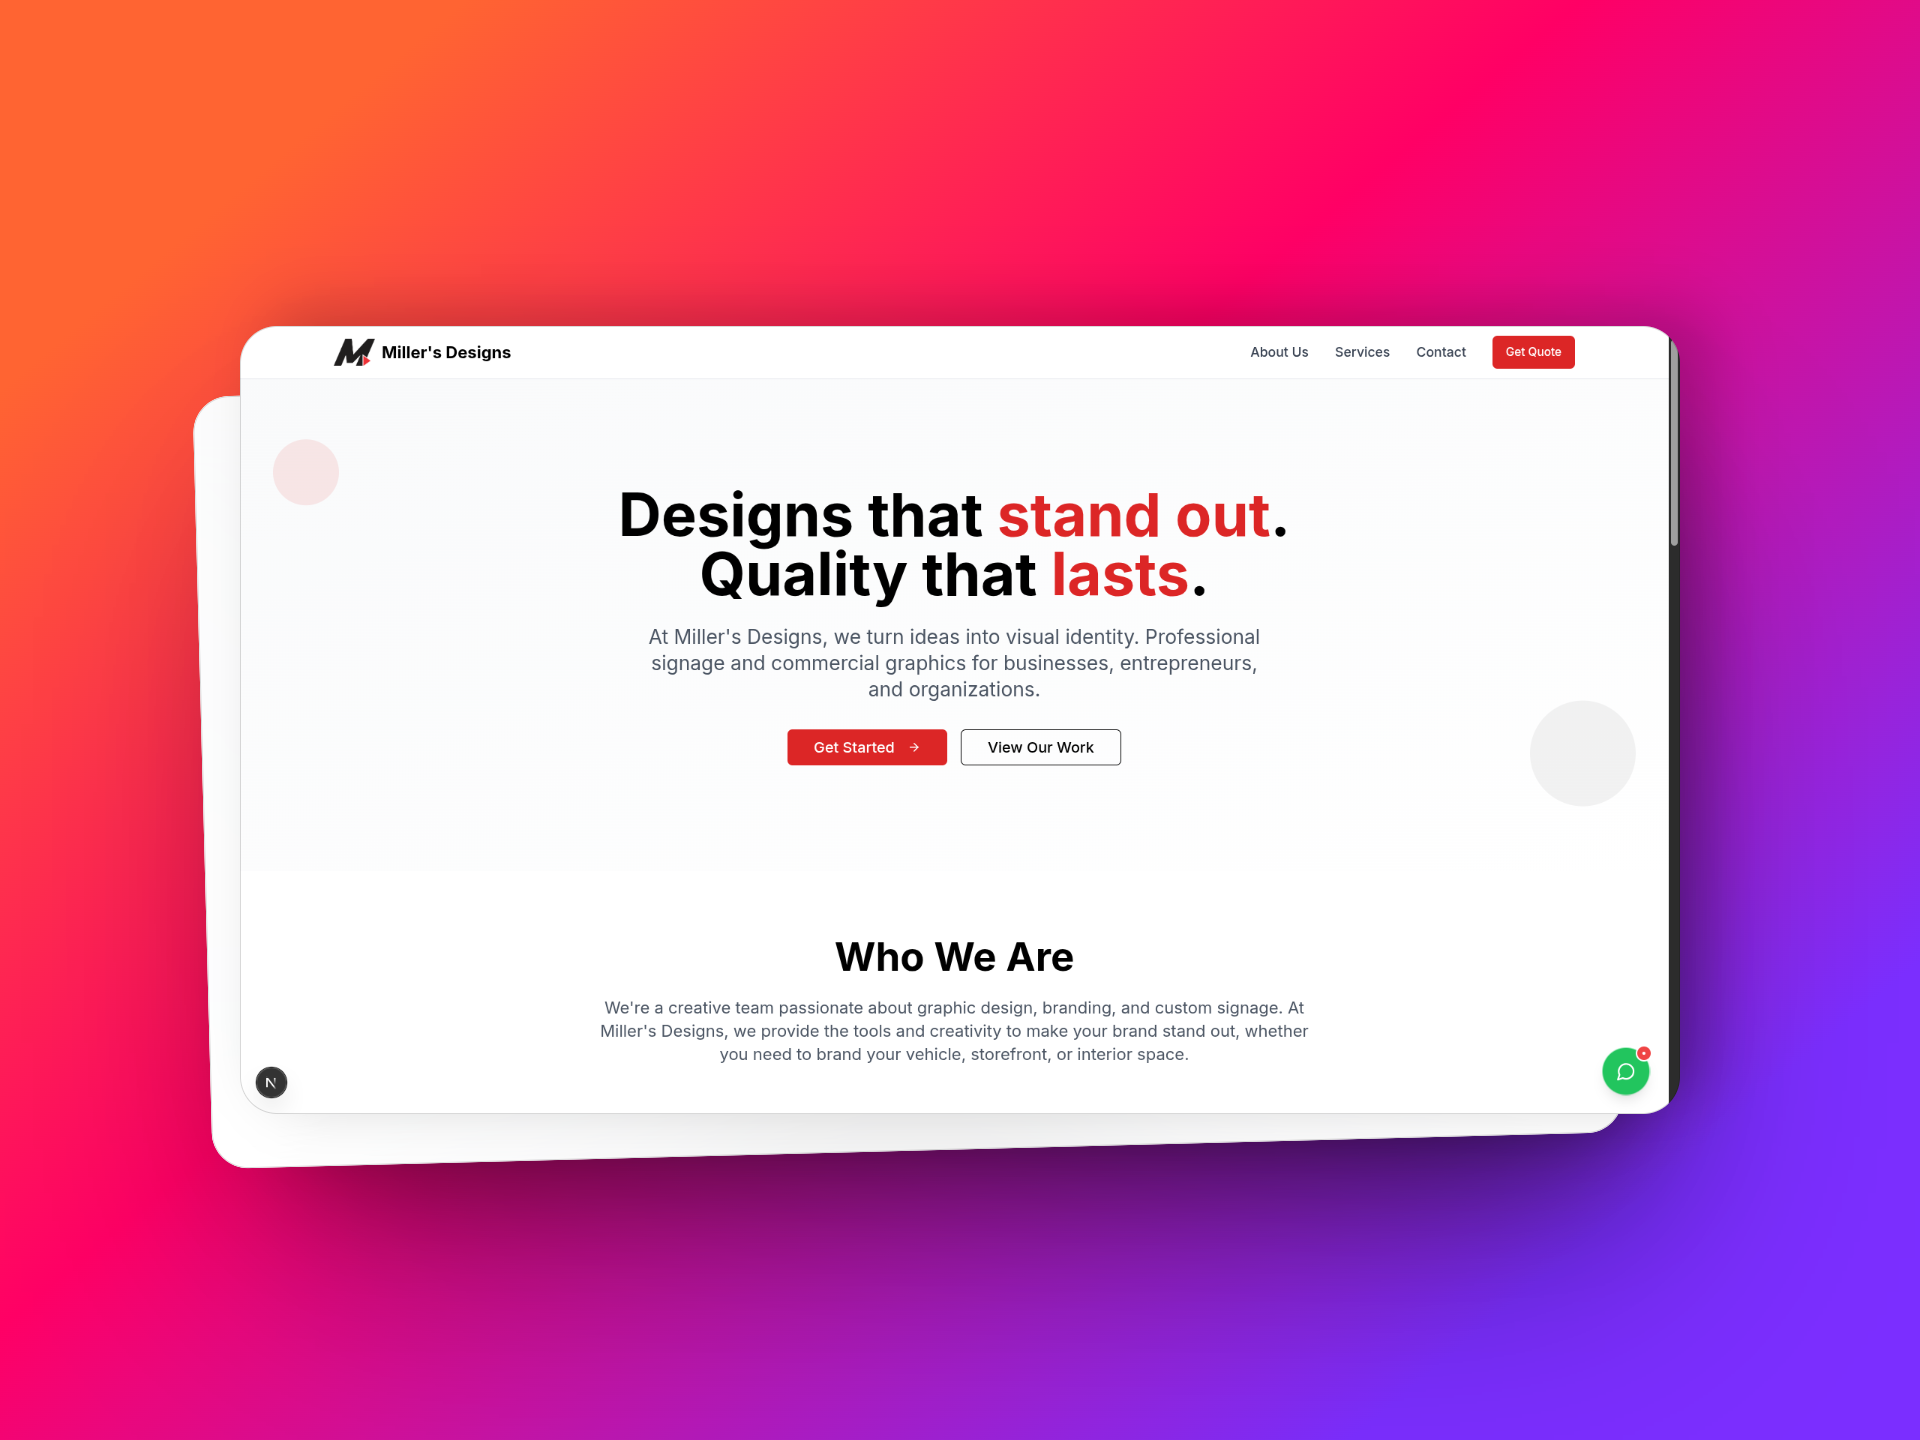 Miller's Designs
About Us
Services
Contact
Get Quote
Designs that stand out.
Quality that lasts.
At Miller's Designs, we turn ideas into visual identity. Professional
signage and commercial graphics for businesses, entrepreneurs,
and organizations.
Get Started →
View Our Work
Who We Are
We're a creative team passionate about graphic design, branding, and custom signage. At
Miller's Designs, we provide the tools and creativity to make your brand stand out, whether
you need to brand your vehicle, storefront, or interior space.
N